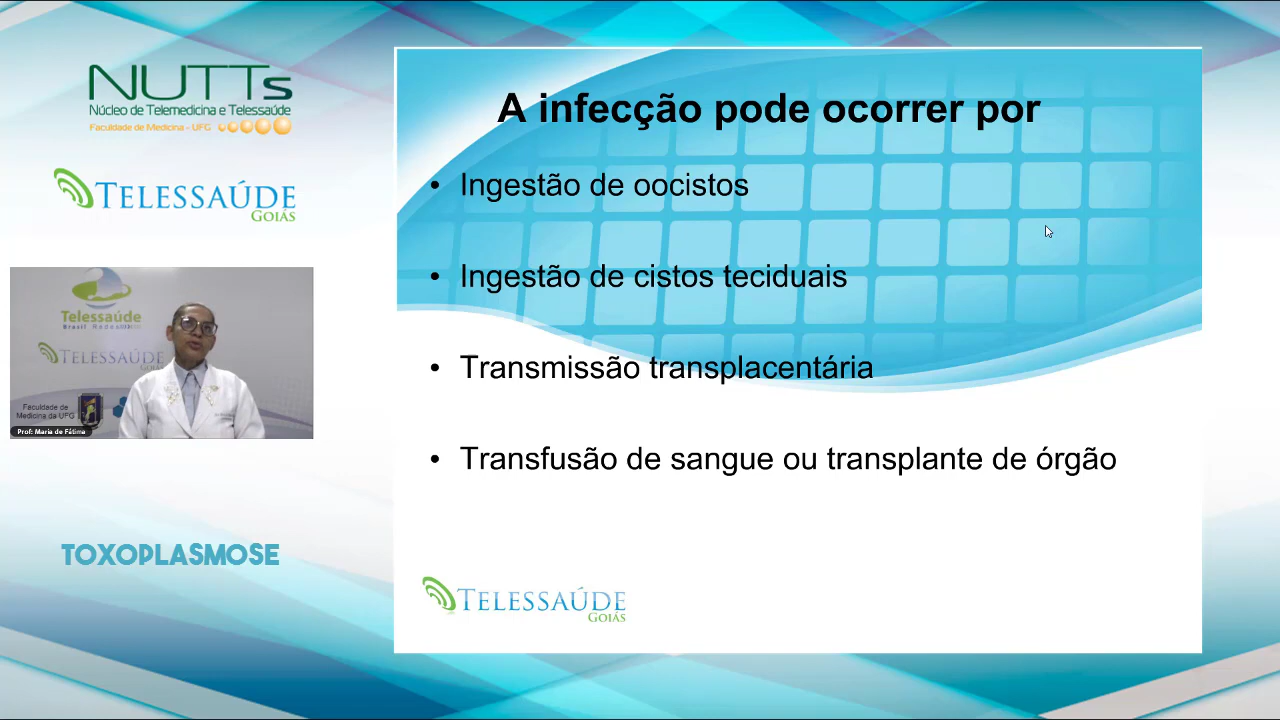 NUTTs
Núcleo de Telemedicina e Telessaúde
Faculdade de Medicina - UFG
TELESSAÚDE
GOIÁS
Telessaúde
Brasil Redes
TELESSAÚDE
Faculdade de
Medicina da UFG
Prof: Maria de Fátima
TOXOPLASMOSE
A infecção pode ocorrer por
• Ingestão de oocistos
• Ingestão de cistos teciduais
• Transmissão transplacentária
• Transfusão de sangue ou transplante de órgão
TELESSAÚDE
GOIÁS